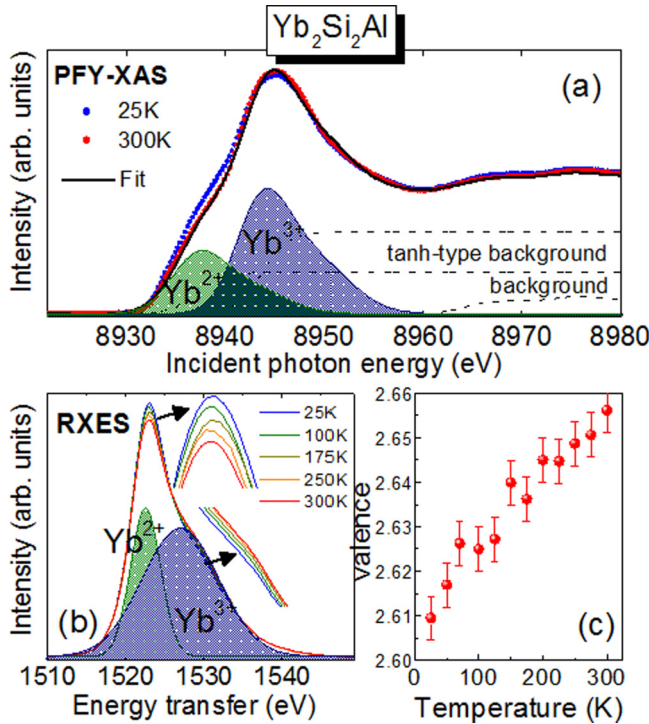 Yb₂Si₂Al
PFY-XAS
25K
300K
Fit
(a)
Yb³⁺
Yb²⁺
tanh-type background
background
Intensity (arb. units)
8930 8940 8950 8960 8970 8980
Incident photon energy (eV)
RXES
25K
100K
175K
250K
300K
Yb²⁺
Yb³⁺
(b)
Intensity (arb. units)
1510 1520 1530 1540
Energy transfer (eV)
2.66
2.65
2.64
2.63
2.62
2.61
2.60
valence
(c)
0 50 100 150 200 250 300
Temperature (K)